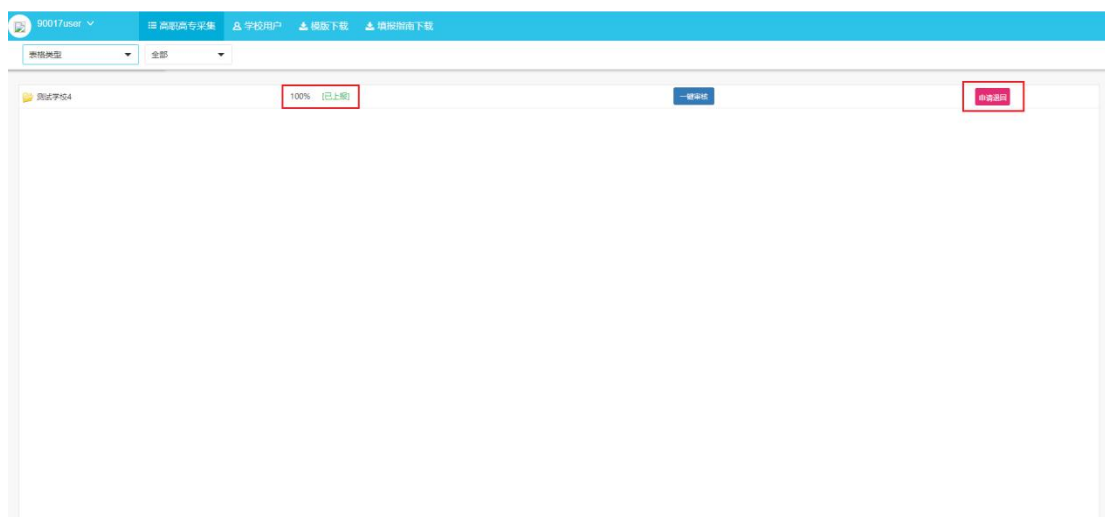 90017user 高职高专采集 学校用户 模版下载 填报指南下载
表格类型 全部
测试学校4 100% [已上报] 一键审核 申请退回